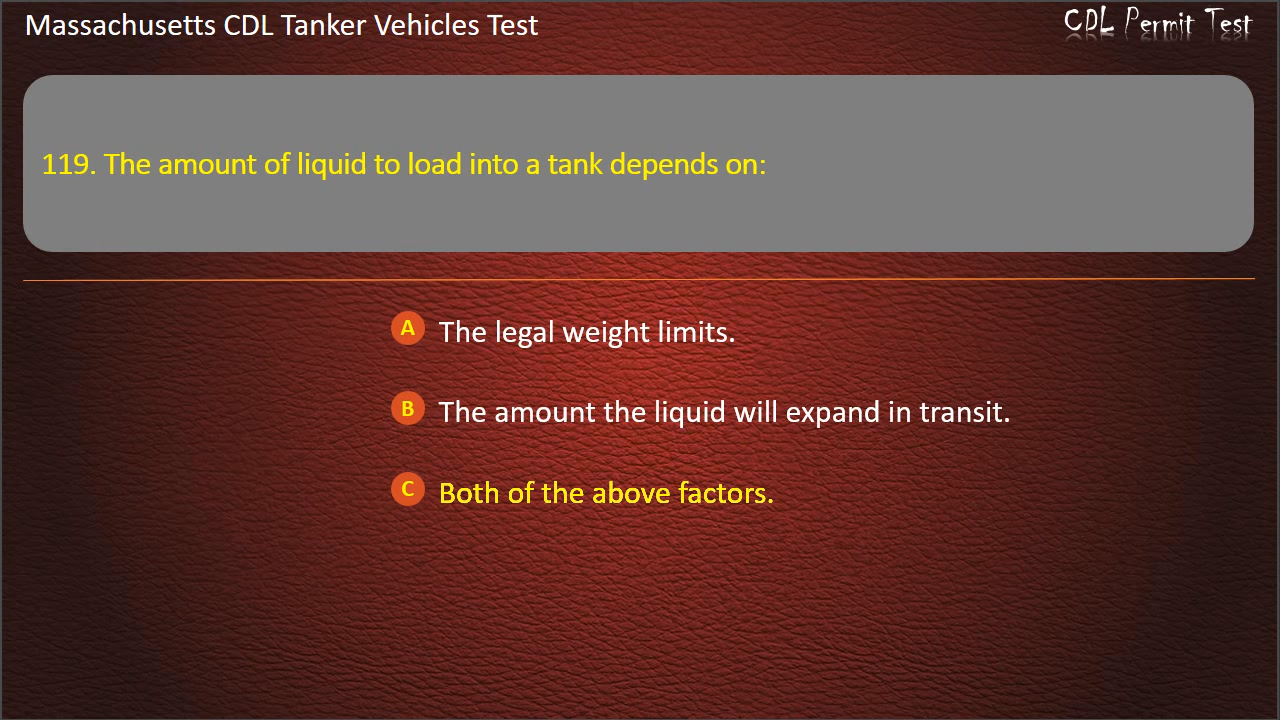 Massachusetts CDL Tanker Vehicles Test
CDL Permit Test
119. The amount of liquid to load into a tank depends on:
A The legal weight limits.
B The amount the liquid will expand in transit.
C Both of the above factors.